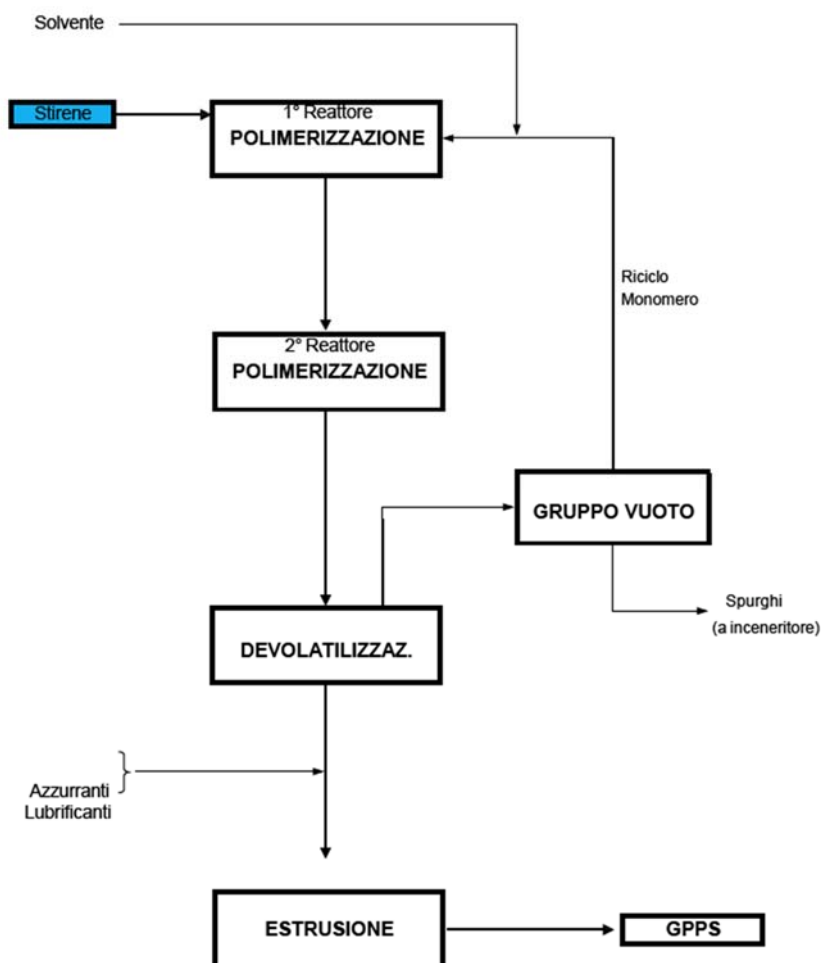 Solvente
Stirene
1° Reattore
POLIMERIZZAZIONE
Riciclo
Monomero
2° Reattore
POLIMERIZZAZIONE
GRUPPO VUOTO
Spurghi
(a inceneritore)
DEVOLATILIZZAZ.
Azzurranti
Lubrificanti
ESTRUSIONE
GPPS